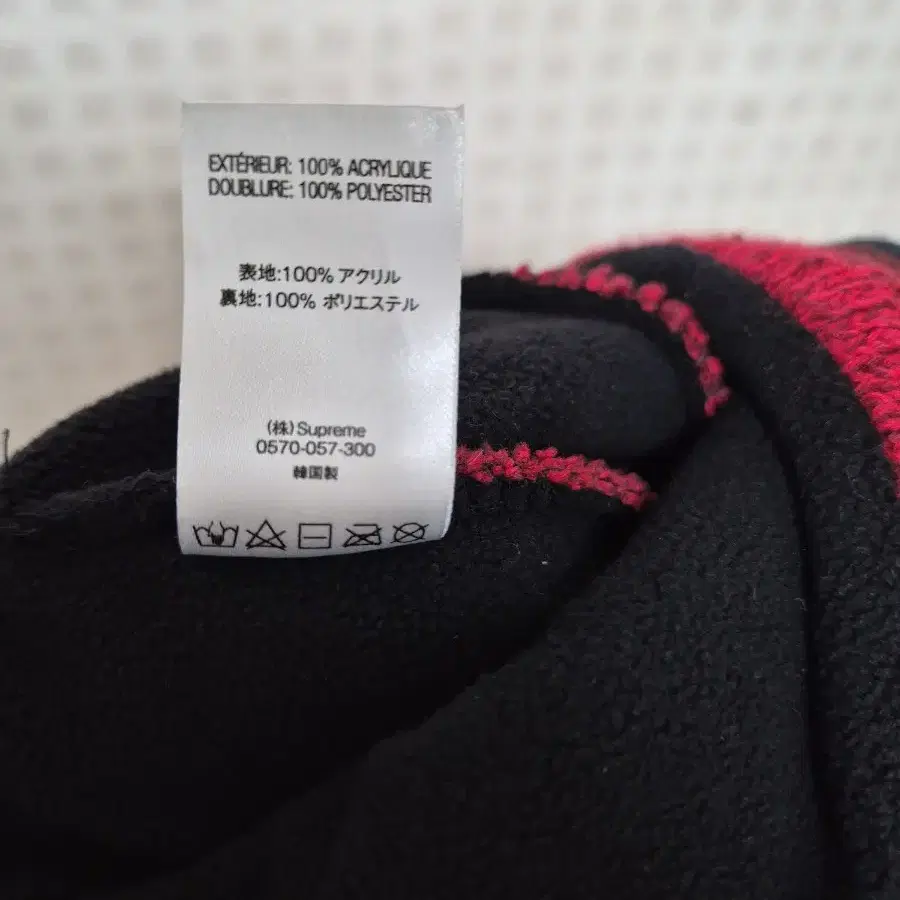 EXTÉRIEUR: 100% ACRYLIQUE
DOUBLURE: 100% POLYESTER
表地:100% アクリル
裏地:100% ポリエステル
(株)Supreme
0570-057-300
韓国製